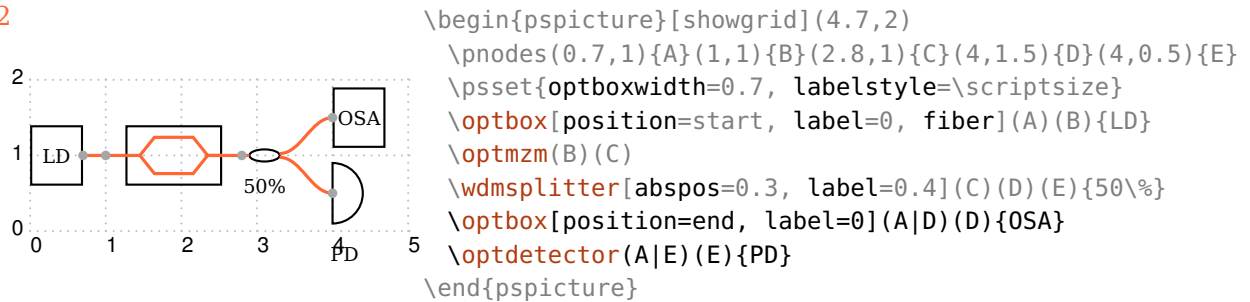 2
\begin{pspicture}[showgrid](4.7,2)
\pnodes(0.7,1){A}(1,1){B}(2.8,1){C}(4,1.5){D}(4,0.5){E}
\psset{optboxwidth=0.7, labelstyle=\scriptsize}
\optbox[position=start, label=0, fiber](A)(B){LD}
\optmzm(B)(C)
\wdmsplitter[abspos=0.3, label=0.4](C)(D)(E){50\%}
\optbox[position=end, label=0](A|D)(D){OSA}
\optdetector(A|E)(E){PD}
\end{pspicture}
2
OSA
1
LD
50%
0
0 1 2 3 4 5
PD